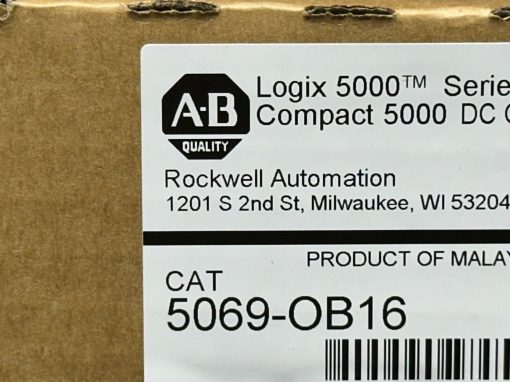 A-B
QUALITY
Logix 5000™ Serie
Compact 5000 DC
Rockwell Automation
1201 S 2nd St, Milwaukee, WI 53204
PRODUCT OF MALAY
CAT
5069-OB16